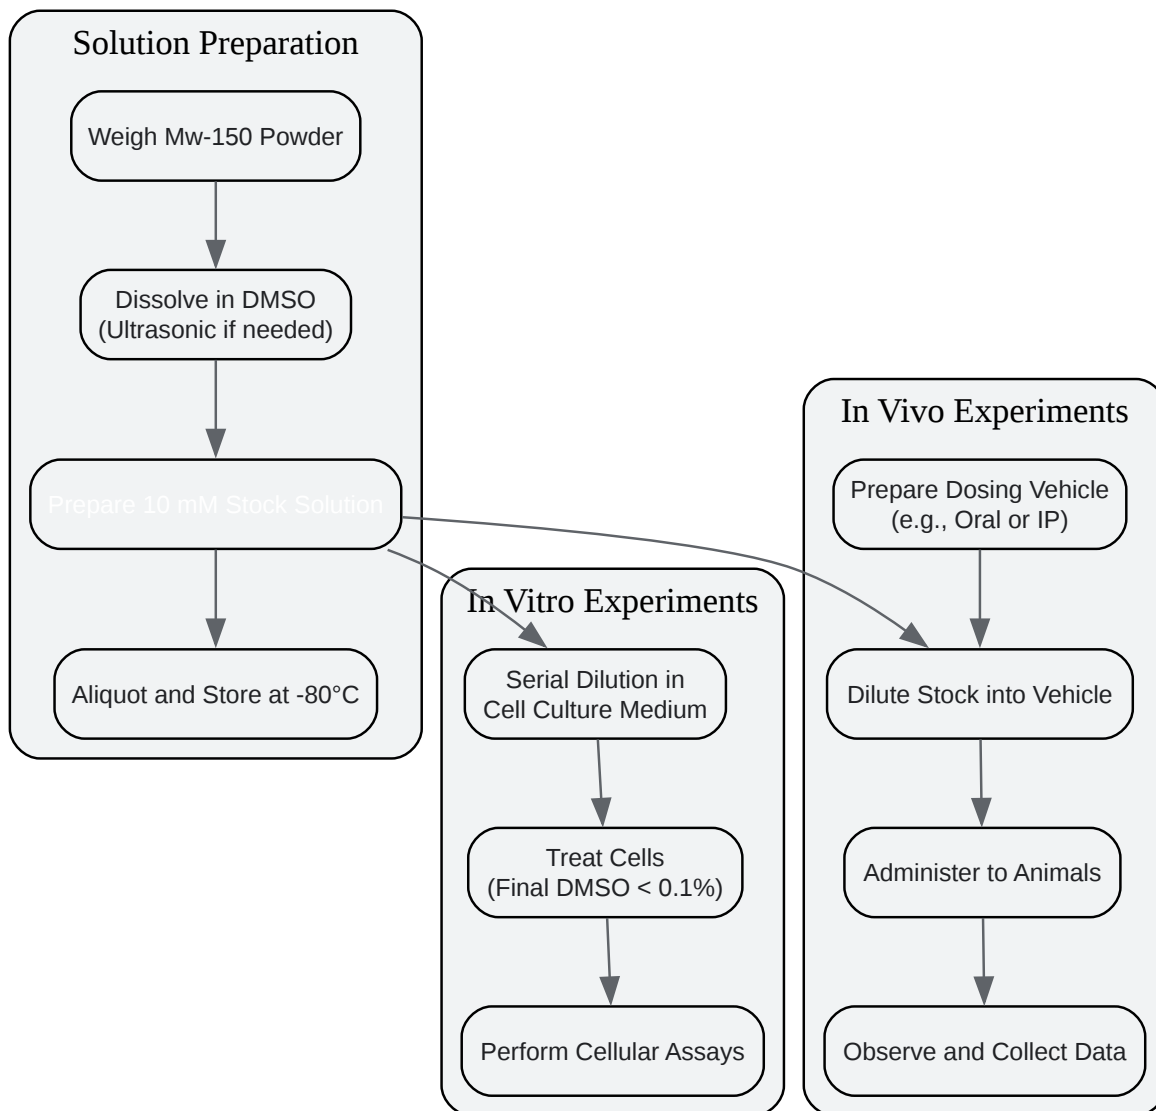 Solution Preparation
Weigh Mw-150 Powder
Dissolve in DMSO
(Ultrasonic if needed)
Prepare 10 mM Stock Solution
Aliquot and Store at -80°C
In Vitro Experiments
Serial Dilution in
Cell Culture Medium
Treat Cells
(Final DMSO < 0.1%)
Perform Cellular Assays
In Vivo Experiments
Prepare Dosing Vehicle
(e.g., Oral or IP)
Dilute Stock into Vehicle
Administer to Animals
Observe and Collect Data